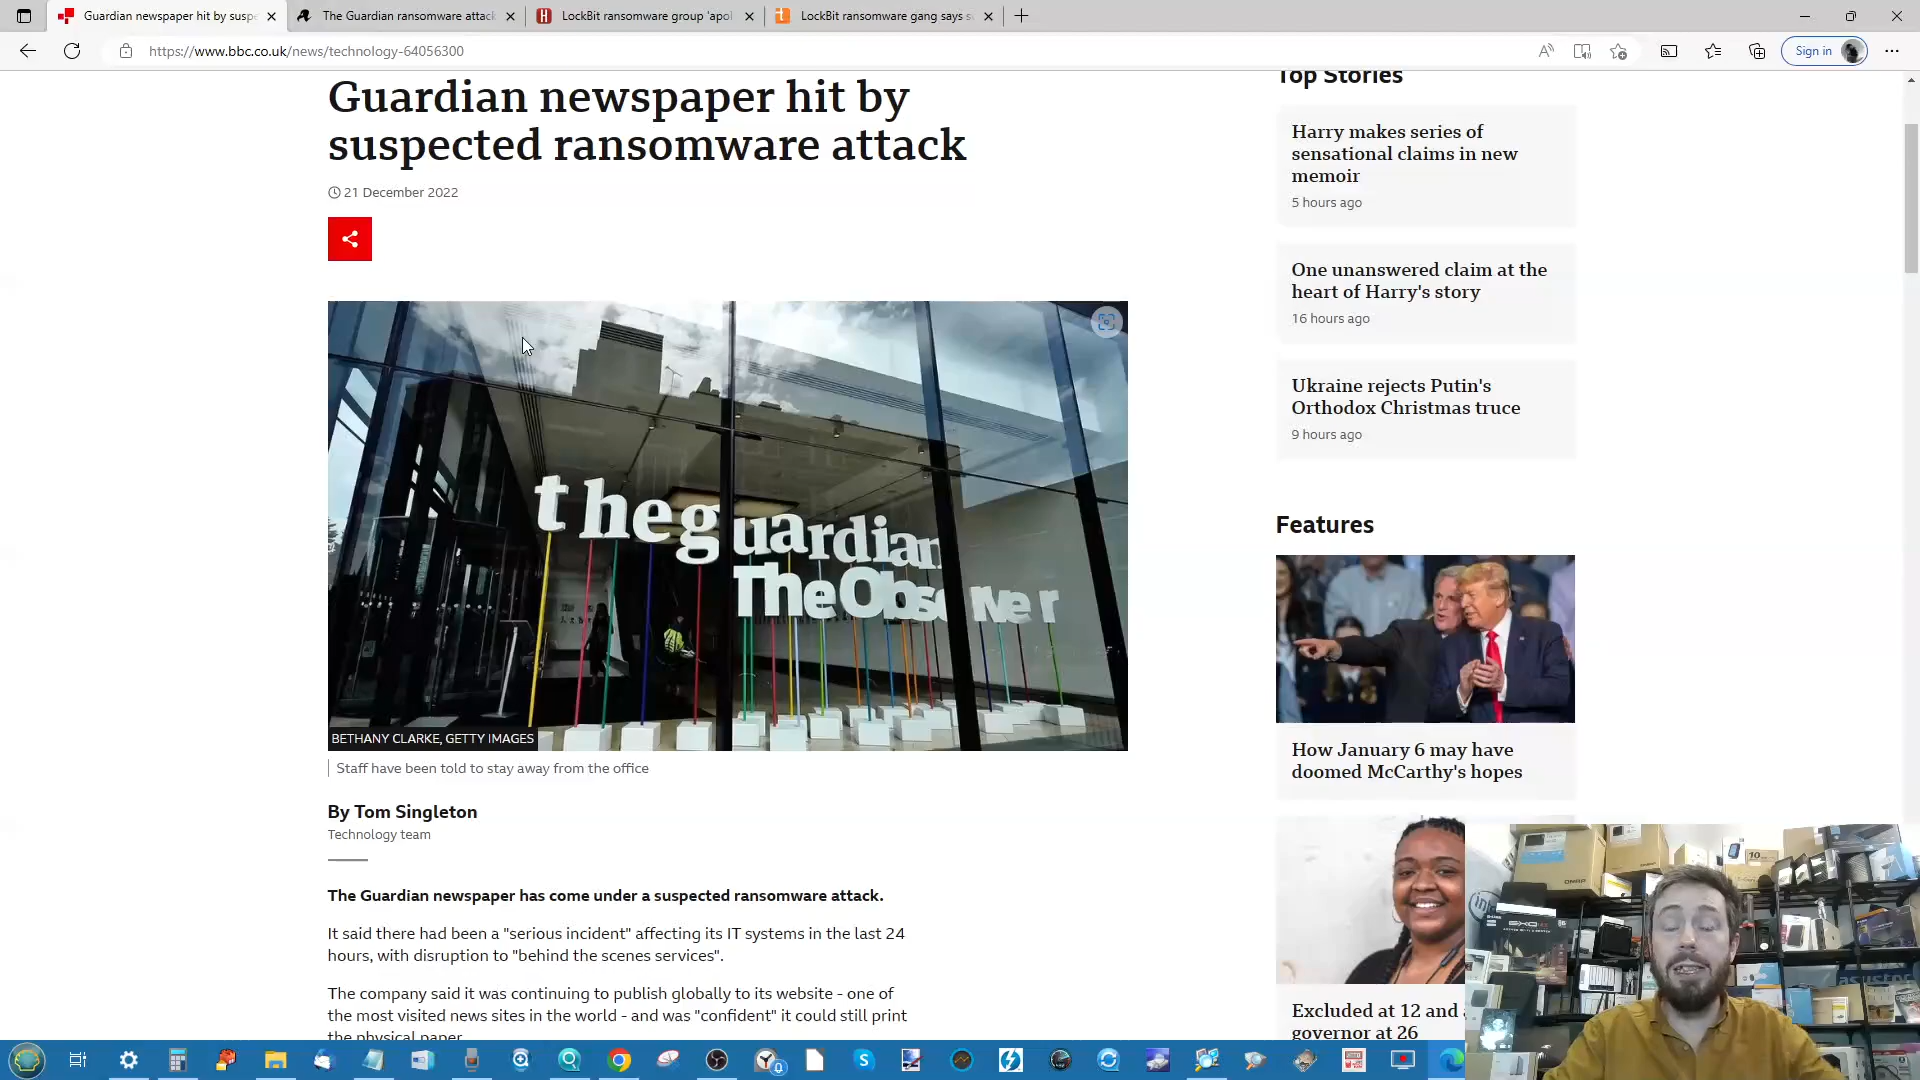 Guardian newspaper hit by suspe
The Guardian ransomware attack
LockBit ransomware group 'apol
LockBit ransomware gang says s
https://www.bbc.co.uk/news/technology-64056300
Sign in
Guardian newspaper hit by
suspected ransomware attack
21 December 2022
theguardian
TheObserver
BETHANY CLARKE, GETTY IMAGES
Staff have been told to stay away from the office
By Tom Singleton
Technology team
The Guardian newspaper has come under a suspected ransomware attack.
It said there had been a "serious incident" affecting its IT systems in the last 24
hours, with disruption to "behind the scenes services".
The company said it was continuing to publish globally to its website - one of
the most visited news sites in the world - and was "confident" it could still print
the physical paper
Top Stories
Harry makes series of
sensational claims in new
memoir
5 hours ago
One unanswered claim at the
heart of Harry's story
16 hours ago
Ukraine rejects Putin's
Orthodox Christmas truce
9 hours ago
Features
How January 6 may have
doomed McCarthy's hopes
Excluded at 12 and
governor at 26